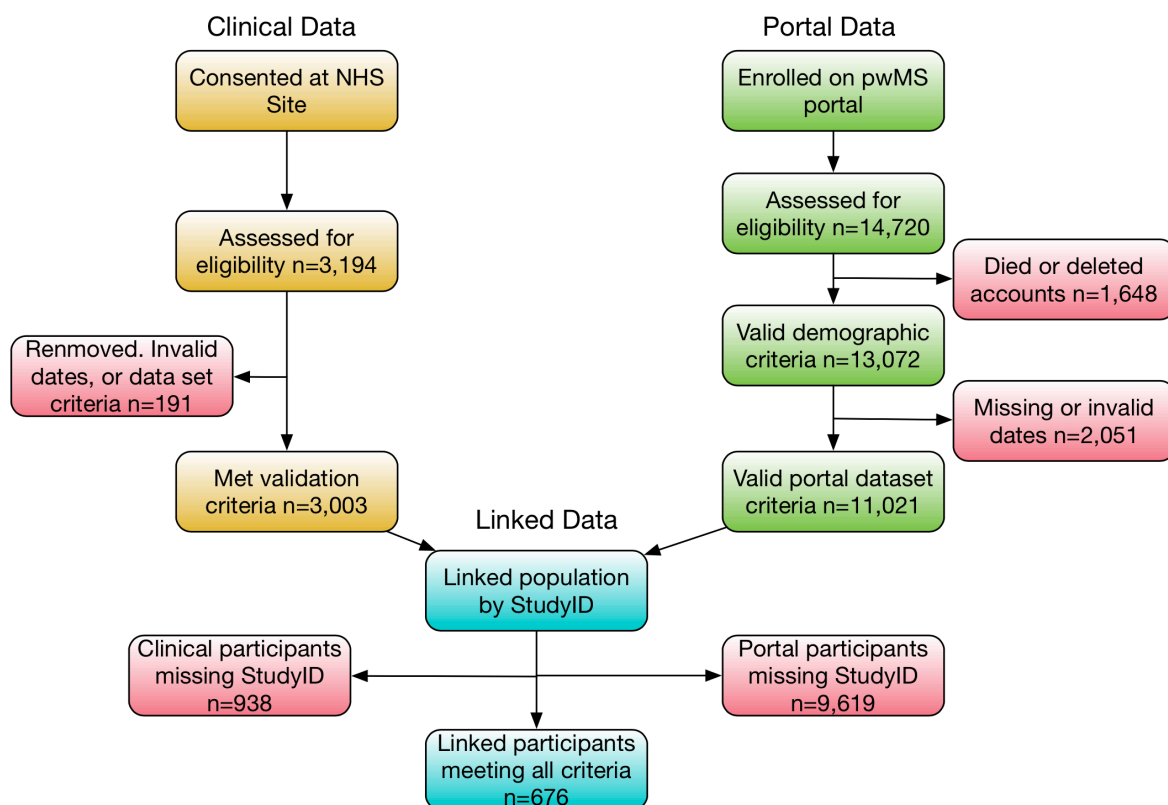 Clinical Data
Consented at NHS
Site
Assessed for
eligibility n=3,194
Renmoved. Invalid
dates, or data set
criteria n=191
Met validation
criteria n=3,003
Portal Data
Enrolled on pwMS
portal
Assessed for
eligibility n=14,720
Died or deleted
accounts n=1,648
Valid demographic
criteria n=13,072
Missing or invalid
dates n=2,051
Valid portal dataset
criteria n=11,021
Linked Data
Linked population
by StudyID
Clinical participants
missing StudyID
n=938
Portal participants
missing StudyID
n=9,619
Linked participants
meeting all criteria
n=676